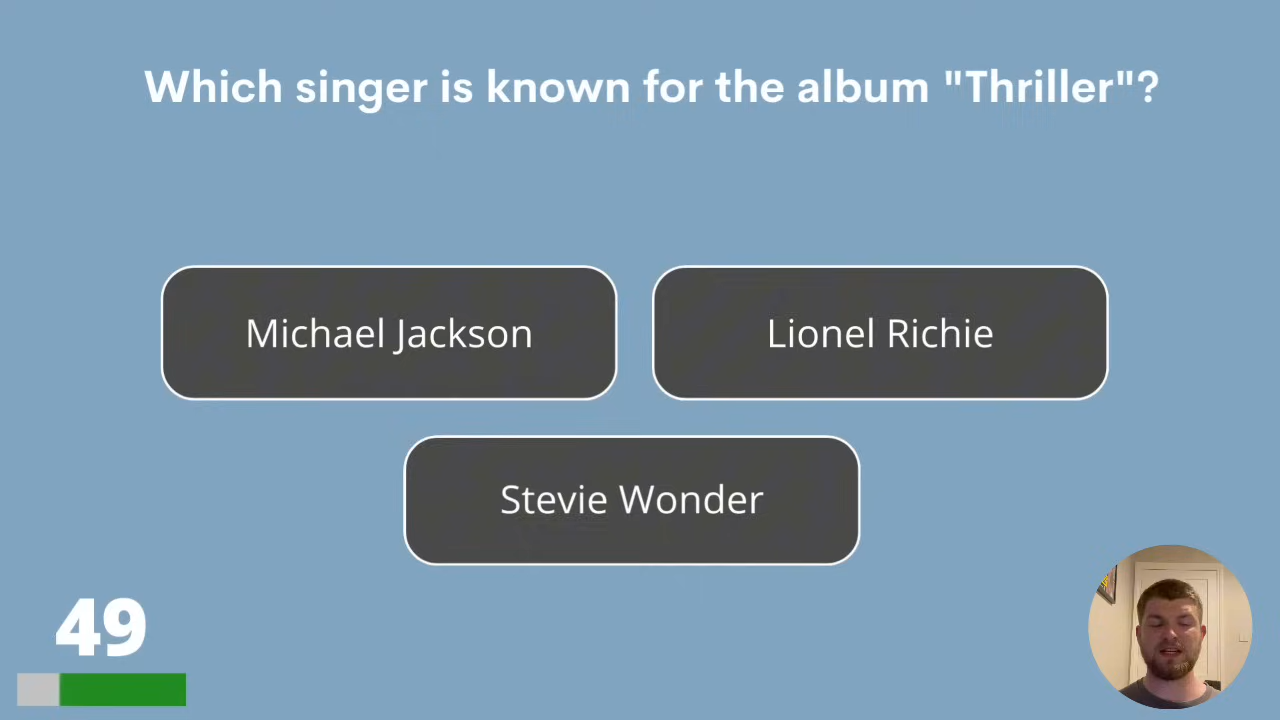 Which singer is known for the album "Thriller"?
Michael Jackson
Lionel Richie
Stevie Wonder
49